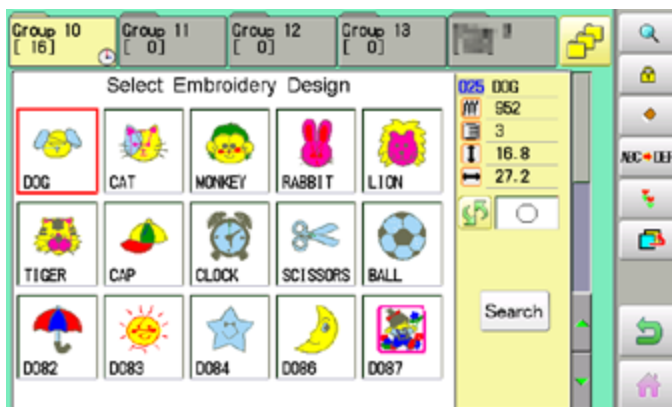 Group 10
[ 16]
Group 11
[ 0]
Group 12
[ 0]
Group 13
[ 0]
Select Embroidery Design
025 DOG
952
3
16.8
27.2
DOG
CAT
MONKEY
RABBIT
LION
ABC
TIGER
CAP
CLOCK
SCISSORS
BALL
Search
D082
D083
D084
D086
D087